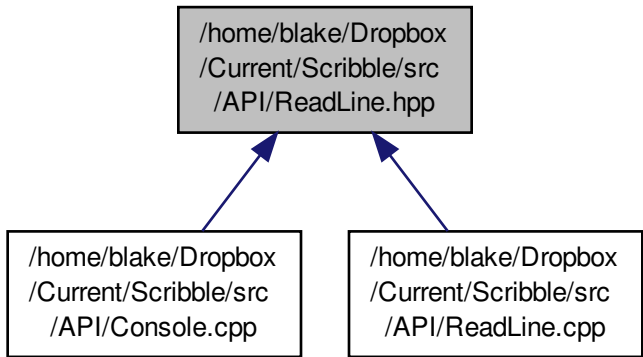 /home/blake/Dropbox
/Current/Scribble/src
/API/ReadLine.hpp
/home/blake/Dropbox
/Current/Scribble/src
/API/Console.cpp
/home/blake/Dropbox
/Current/Scribble/src
/API/ReadLine.cpp